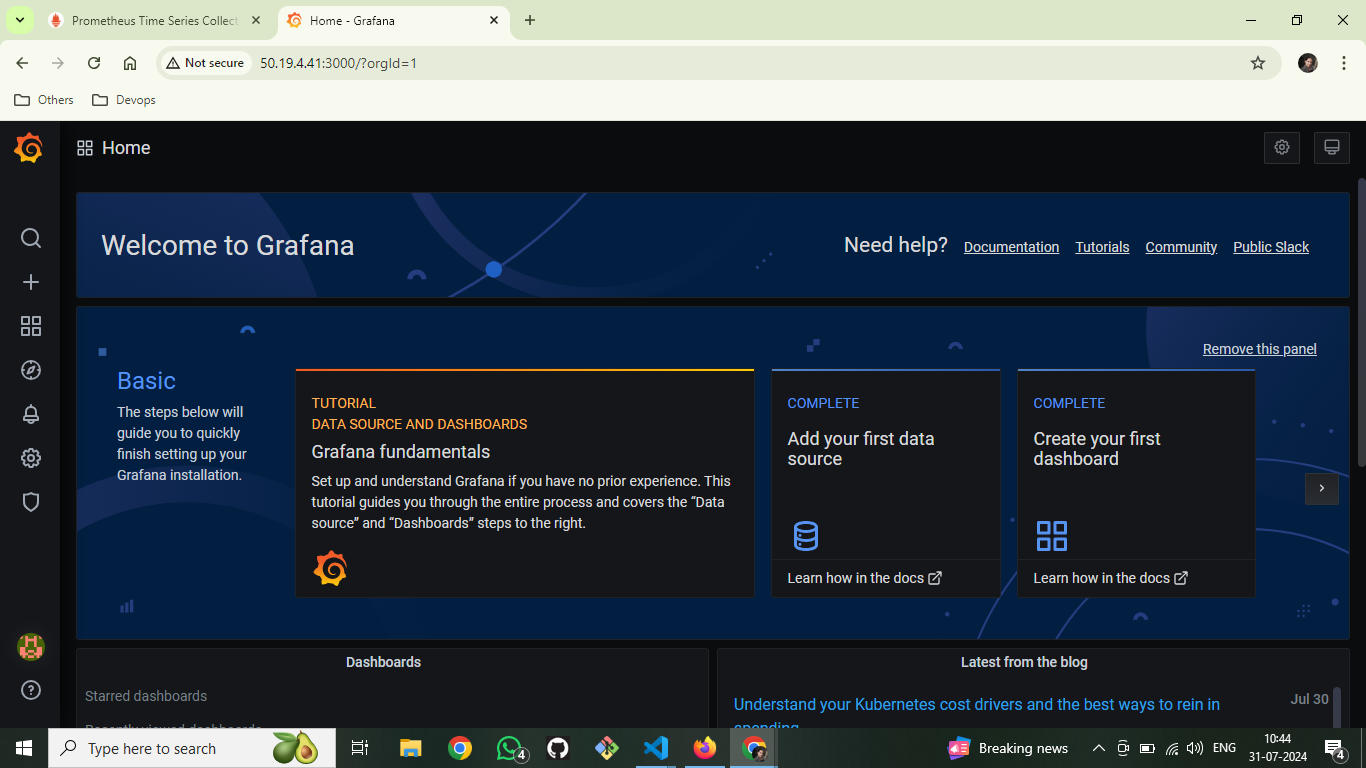 Prometheus Time Series Collect
Home - Grafana
Not secure
50.19.4.41:3000/?orgId=1
Others
Devops
Home
Welcome to Grafana
Need help?
Documentation
Tutorials
Community
Public Slack
Remove this panel
Basic
The steps below will
guide you to quickly
finish setting up your
Grafana installation.
TUTORIAL
DATA SOURCE AND DASHBOARDS
Grafana fundamentals
Set up and understand Grafana if you have no prior experience. This
tutorial guides you through the entire process and covers the “Data
source” and “Dashboards” steps to the right.
COMPLETE
Add your first data
source
Learn how in the docs
COMPLETE
Create your first
dashboard
Learn how in the docs
Dashboards
Starred dashboards
Recently viewed dashboards
Latest from the blog
Understand your Kubernetes cost drivers and the best ways to rein in
spending
Jul 30
Type here to search
4
Breaking news
ENG
10:44
31-07-2024
4